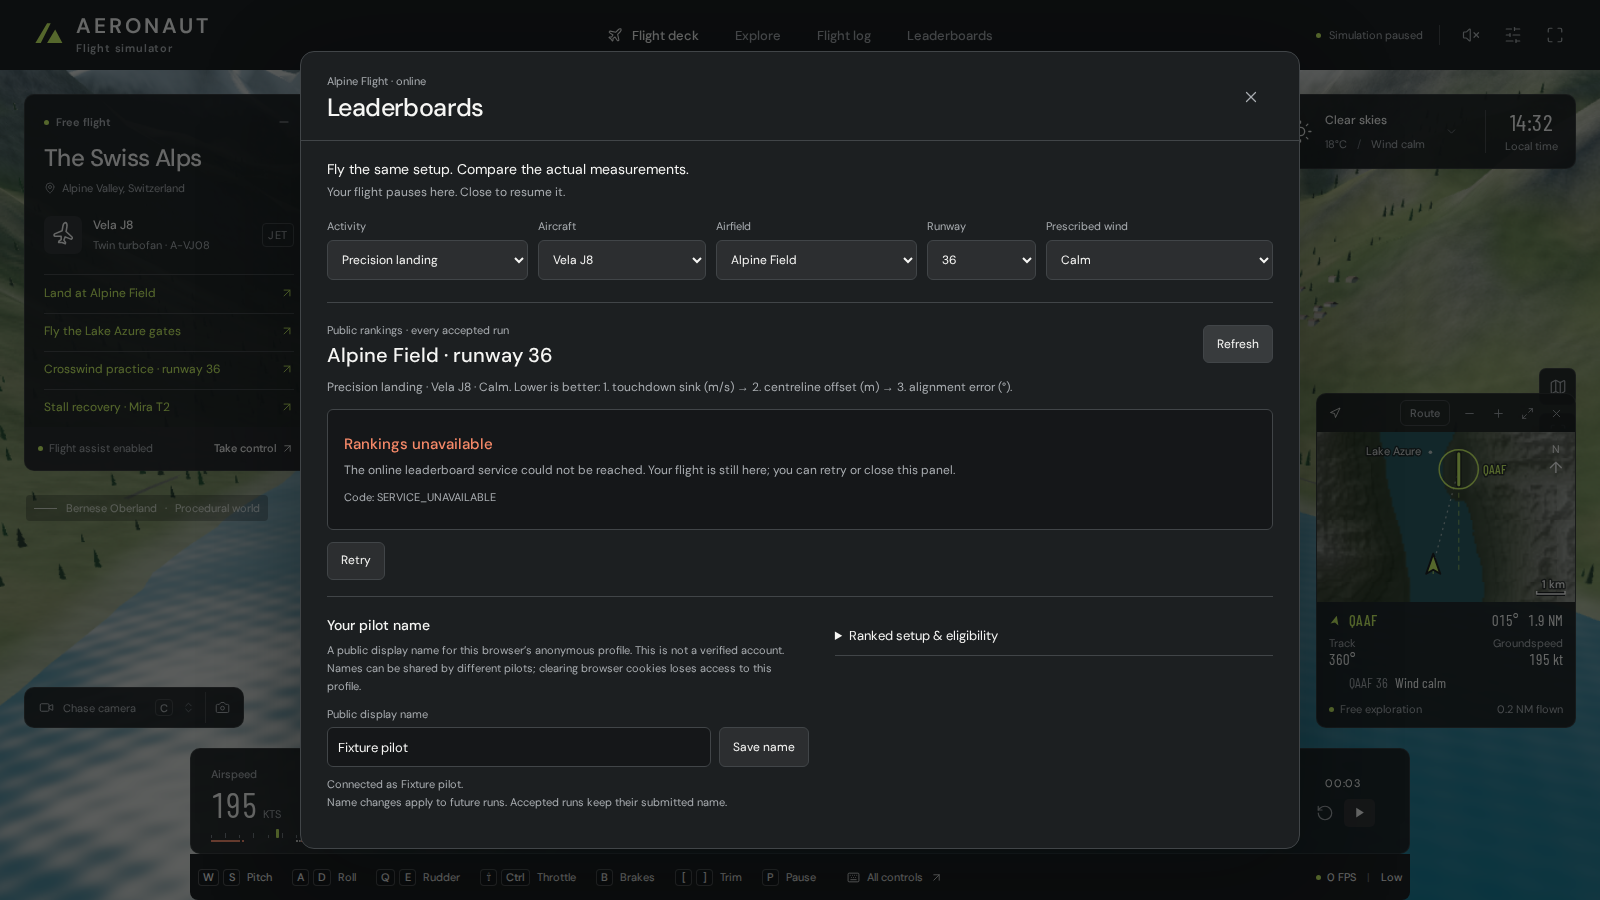 AERONAUT
Flight simulator
Flight deck
Explore
Flight log
Leaderboards
Simulation paused
Free flight
The Swiss Alps
Alpine Valley, Switzerland
Vela J8
Twin turbofan · A-VJ08
JET
Land at Alpine Field
Fly the Lake Azure gates
Crosswind practice · runway 36
Stall recovery · Mira T2
Flight assist enabled
Take control
Bernese Oberland · Procedural world
Alpine Flight · online
Leaderboards
Fly the same setup. Compare the actual measurements.
Your flight pauses here. Close to resume it.
Activity
Aircraft
Airfield
Runway
Prescribed wind
Precision landing
Vela J8
Alpine Field
36
Calm
Public rankings · every accepted run
Alpine Field · runway 36
Refresh
Precision landing · Vela J8 · Calm. Lower is better: 1. touchdown sink (m/s) → 2. centreline offset (m) → 3. alignment error (°).
Rankings unavailable
The online leaderboard service could not be reached. Your flight is still here; you can retry or close this panel.
Code: SERVICE_UNAVAILABLE
Retry
Your pilot name
A public display name for this browser's anonymous profile. This is not a verified account.
Names can be shared by different pilots; clearing browser cookies loses access to this
profile.
Public display name
Fixture pilot
Save name
Connected as Fixture pilot.
Name changes apply to future runs. Accepted runs keep their submitted name.
Ranked setup & eligibility
Clear skies
18°C / Wind calm
14:32
Local time
Route
Lake Azure
QAAF
N
1 km
QAAF
015° 1.9 NM
Track
Groundspeed
360°
195 kt
QAAF 36 Wind calm
Free exploration
0.2 NM flown
Chase camera
C
Airspeed
195 KTS
00:03
W S Pitch
A D Roll
Q E Rudder
⇧ Ctrl Throttle
B Brakes
[ ] Trim
P Pause
All controls
0 FPS | Low